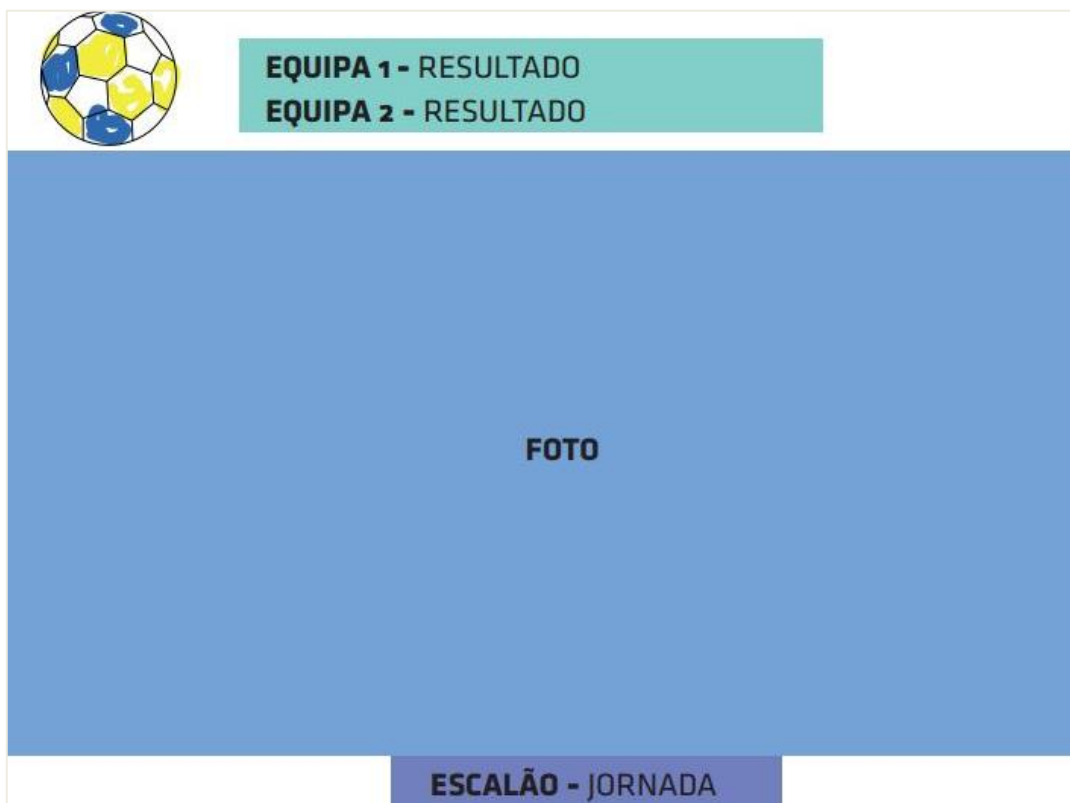 EQUIPA 1 - RESULTADO
EQUIPA 2 - RESULTADO
FOTO
ESCALÃO - JORNADA